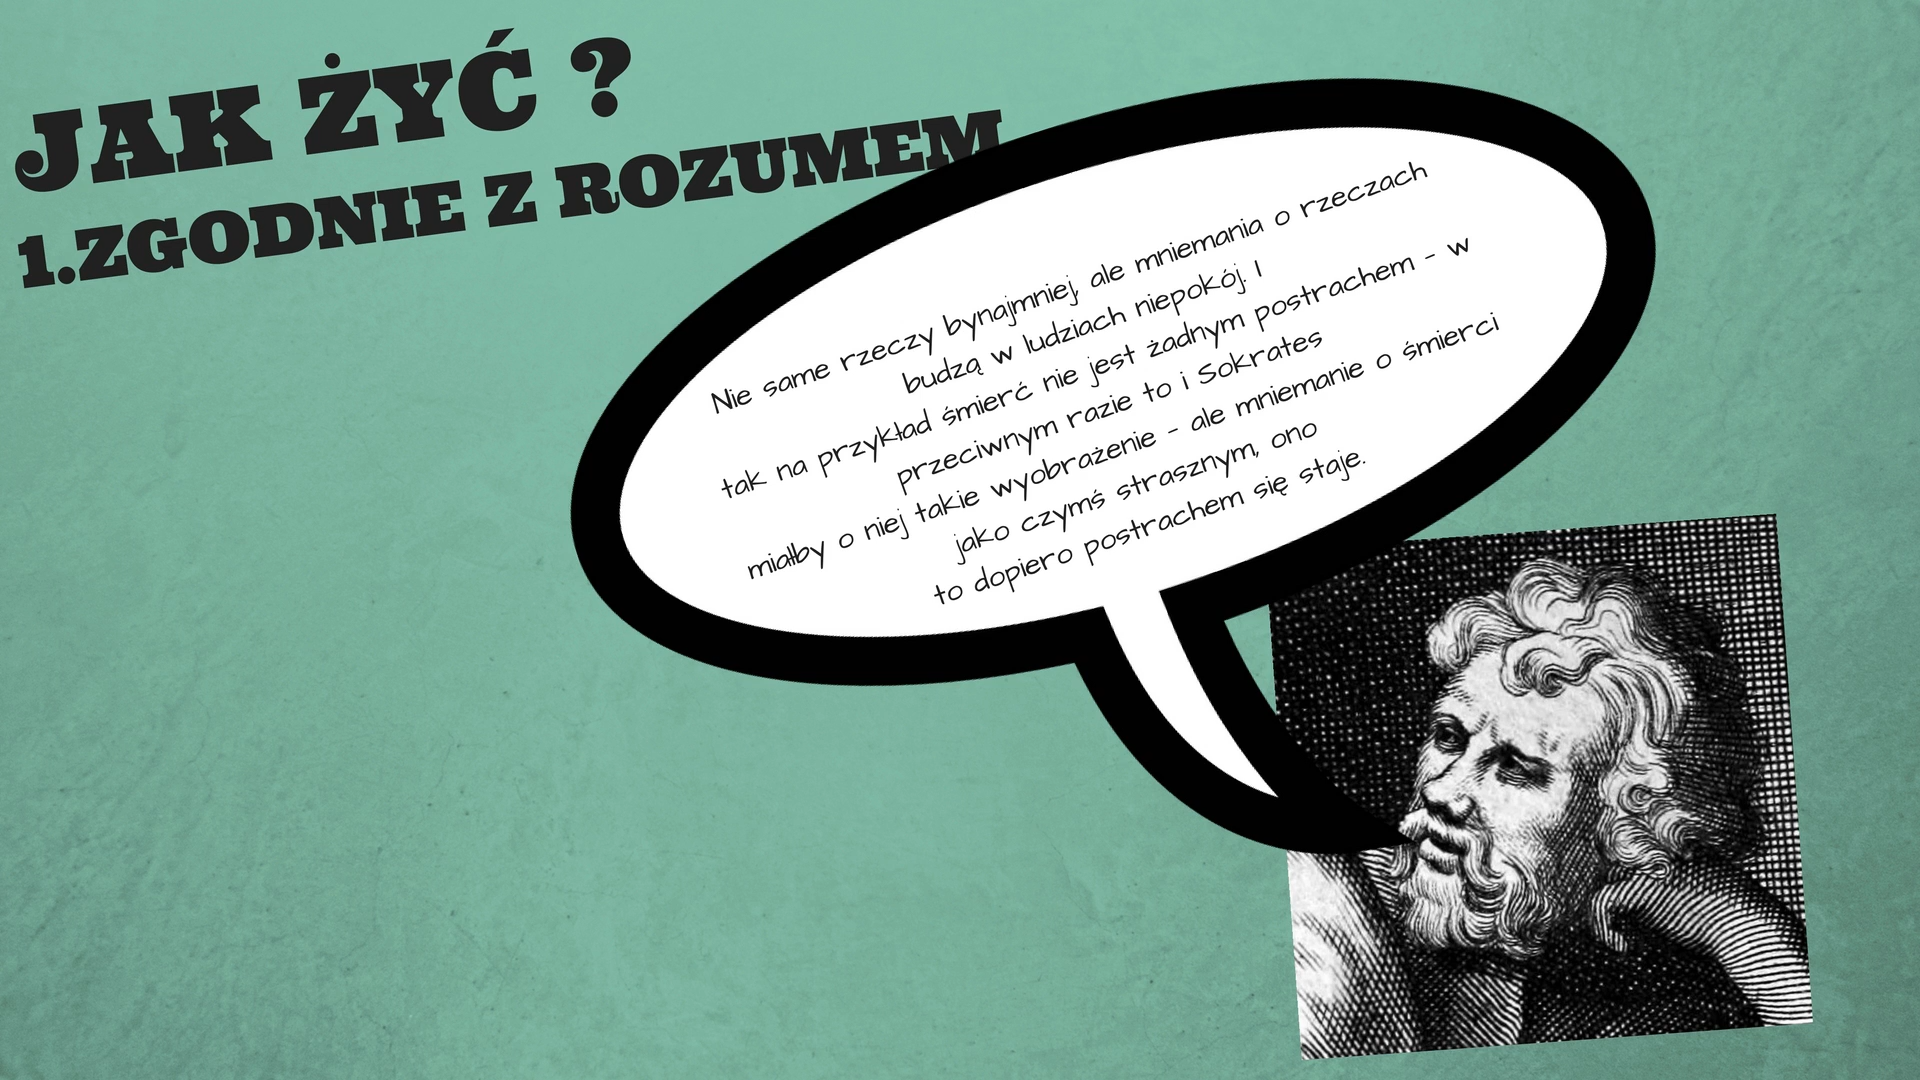 JAK ŻYĆ ?
1.ZGODNIE Z ROZUMEM
Nie same rzeczy bynajmniej, ale mniemania o rzeczach
budzą w ludziach niepokój. I
tak na przykład śmierć nie jest żadnym postrachem - w
przeciwnym razie to i Sokrates
miałby o niej takie wyobrażenie - ale mniemanie o śmierci
jako czymś strasznym, ono
to dopiero postrachem się staje.